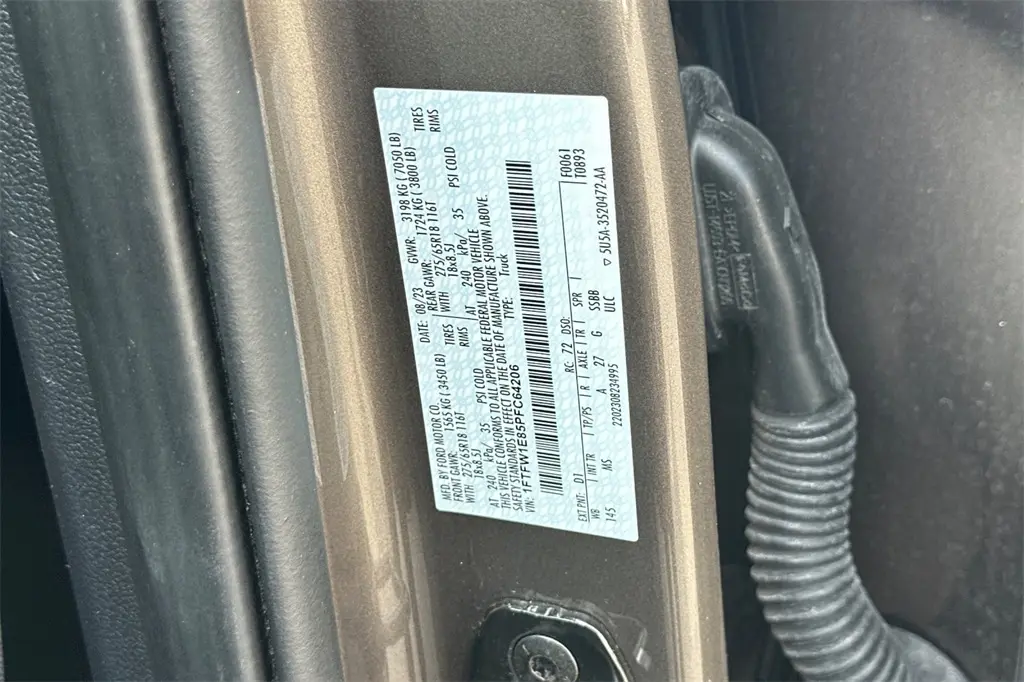 MFD. BY FORD MOTOR CO.
DATE: 08/23 GVWR: 3198 KG ( 7050 LB)
FRONT GAWR: 1565 KG (3450 LB)
REAR GAWR: 1724 KG (3800 LB)
WITH 275/65R18 116T TIRES
WITH 275/65R18 116T TIRES
18x8.5J RIMS
18x8.5J RIMS
AT 240 kPa/ 35 PSI COLD
AT 240 kPa/ 35 PSI COLD
THIS VEHICLE CONFORMS TO ALL APPLICABLE FEDERAL MOTOR VEHICLE
SAFETY STANDARDS IN EFFECT ON THE DATE OF MANUFACTURE SHOWN ABOVE.
VIN: 1FTFW1E85PFC64206 TYPE: Truck
F0061
T0893
EXT PNT: D1 RC: 72 DSO:
WB INT TR TP/PS R AXLE TR SPR
145 MS A 27 G SSBB
2202308234995 ULC
▽ 5U5A-3520472-AA